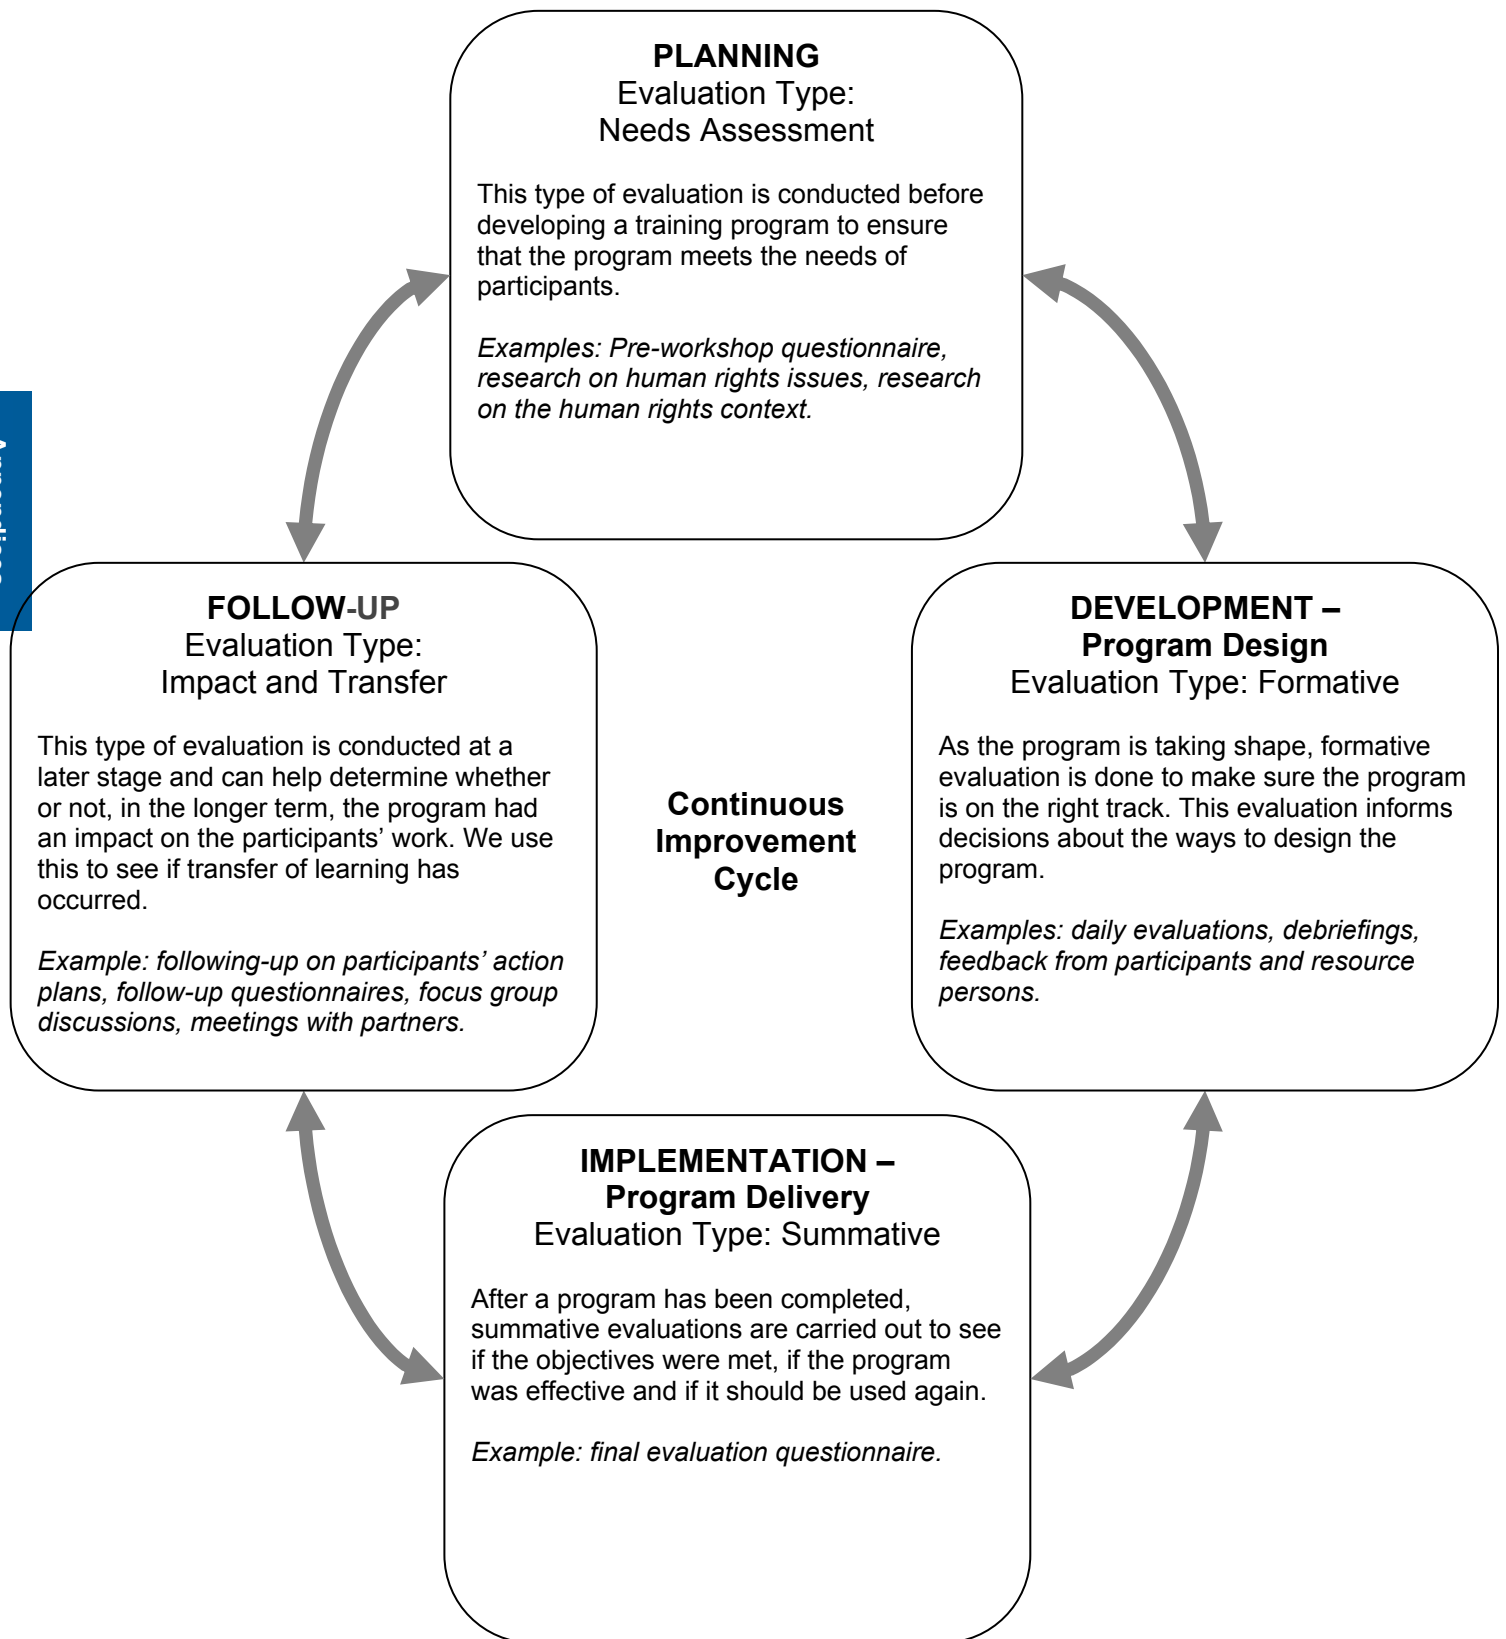 PLANNING
Evaluation Type:
Needs Assessment
This type of evaluation is conducted before
developing a training program to ensure
that the program meets the needs of
participants.
Examples: Pre-workshop questionnaire,
research on human rights issues, research
on the human rights context.
FOLLOW-UP
Evaluation Type:
Impact and Transfer
This type of evaluation is conducted at a
later stage and can help determine whether
or not, in the longer term, the program had
an impact on the participants’ work. We use
this to see if transfer of learning has
occurred.
Example: following-up on participants’ action
plans, follow-up questionnaires, focus group
discussions, meetings with partners.
Continuous
Improvement
Cycle
DEVELOPMENT –
Program Design
Evaluation Type: Formative
As the program is taking shape, formative
evaluation is done to make sure the program
is on the right track. This evaluation informs
decisions about the ways to design the
program.
Examples: daily evaluations, debriefings,
feedback from participants and resource
persons.
IMPLEMENTATION –
Program Delivery
Evaluation Type: Summative
After a program has been completed,
summative evaluations are carried out to see
if the objectives were met, if the program
was effective and if it should be used again.
Example: final evaluation questionnaire.